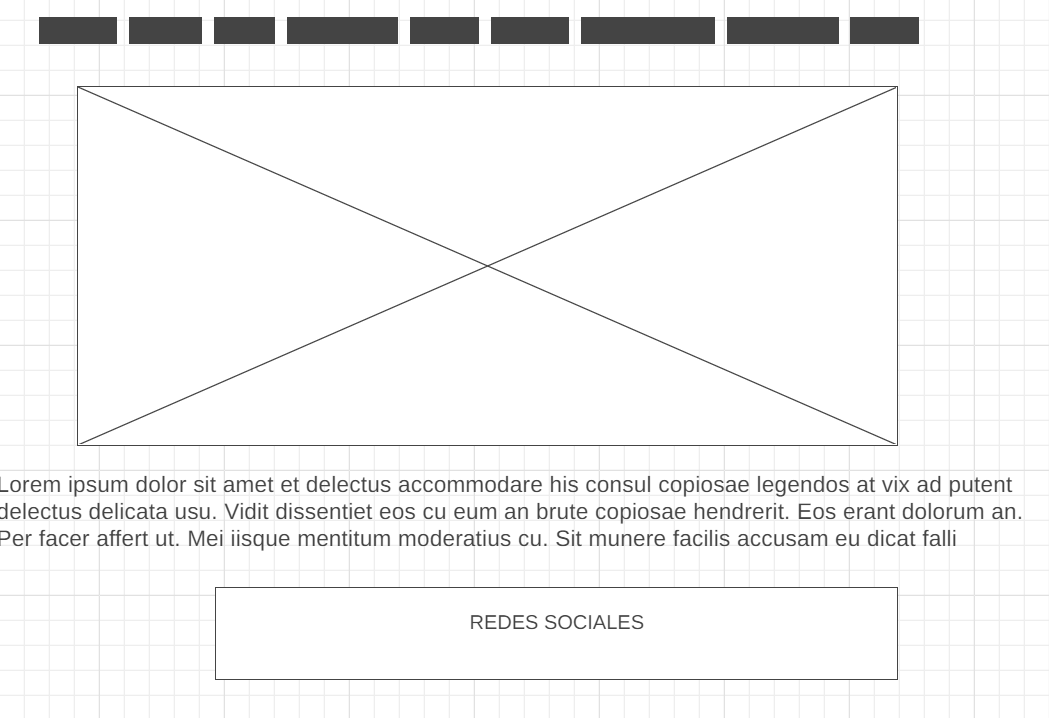 Lorem ipsum dolor sit amet et delectus accommodare his consul copiosae legendos at vix ad putent
delectus delicata usu. Vidit dissentiet eos cu eum an brute copiosae hendrerit. Eos erant dolorum an.
Per facer affert ut. Mei iisque mentitum moderatius cu. Sit munere facilis accusam eu dicat falli
REDES SOCIALES